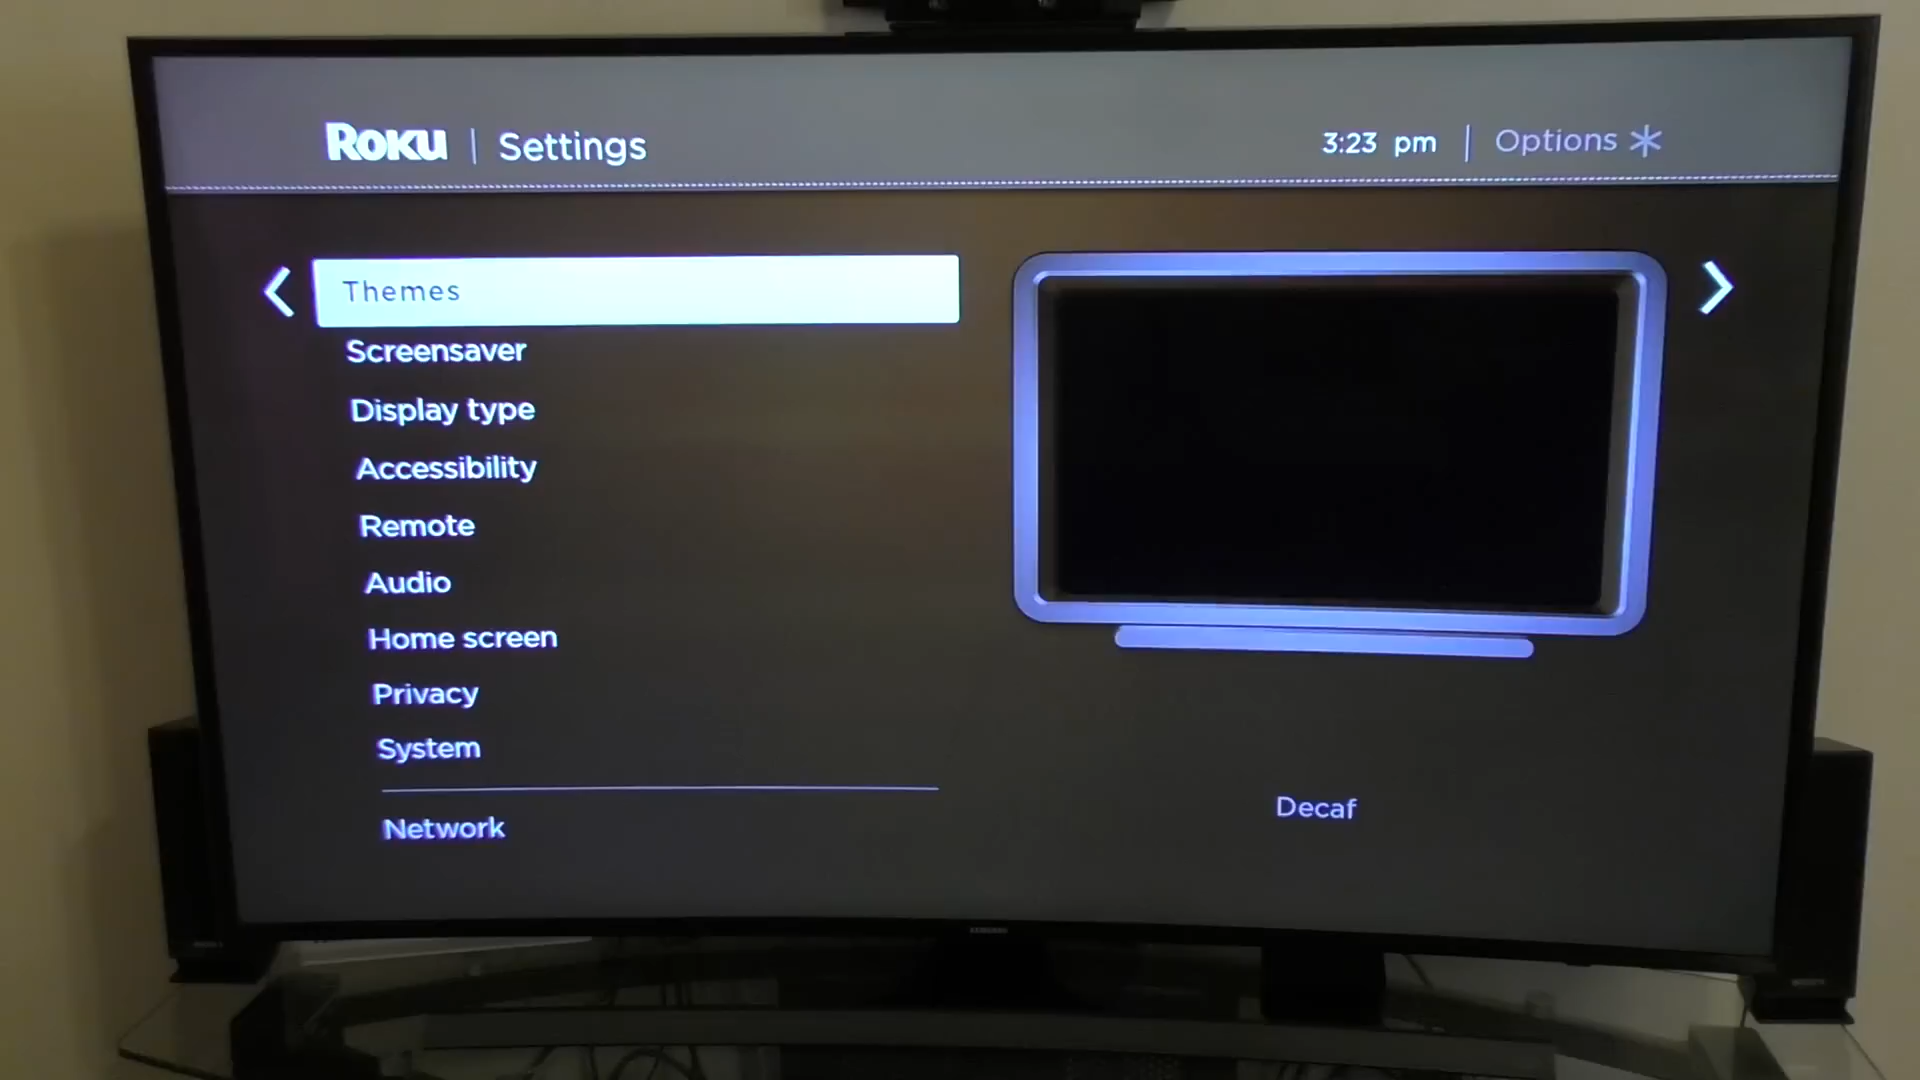 Roku | Settings
3:23 pm | Options *
Themes
Screensaver
Display type
Accessibility
Remote
Audio
Home screen
Privacy
System
Network
Decaf
SAMSUNG